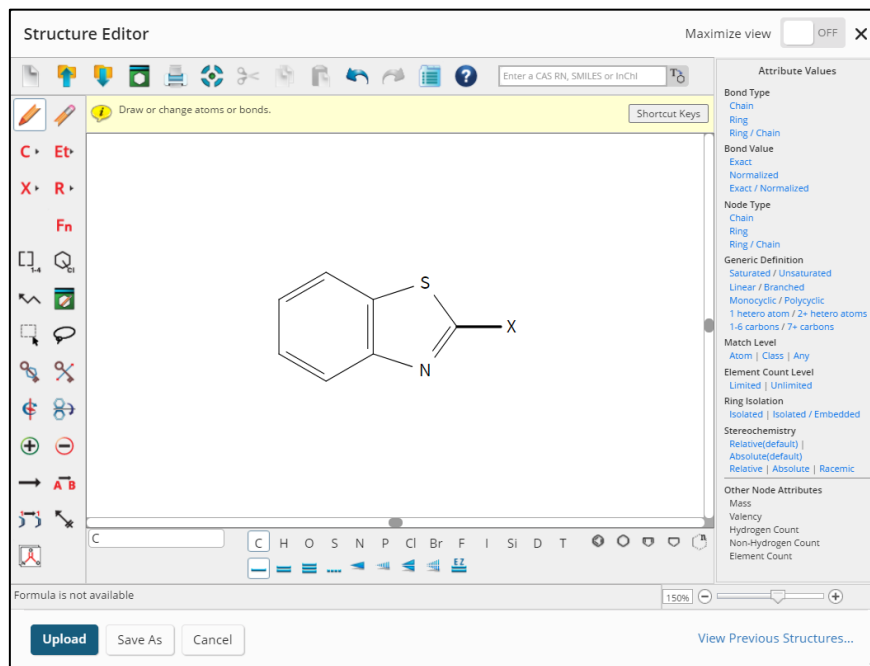 Structure Editor
Maximize view OFF
Enter a CAS RN, SMILES or InChI
Draw or change atoms or bonds.
Shortcut Keys
C Et
X R
Fn
1-4 Cl
A B
S
X
N
C
C H O S N P Cl Br F I Si D T
n
EZ
Formula is not available
150%
Upload Save As Cancel
View Previous Structures...
Attribute Values
Bond Type
Chain
Ring
Ring / Chain
Bond Value
Exact
Normalized
Exact / Normalized
Node Type
Chain
Ring
Ring / Chain
Generic Definition
Saturated / Unsaturated
Linear / Branched
Monocyclic / Polycyclic
1 hetero atom / 2+ hetero atoms
1-6 carbons / 7+ carbons
Match Level
Atom | Class | Any
Element Count Level
Limited | Unlimited
Ring Isolation
Isolated | Isolated / Embedded
Stereochemistry
Relative(default) |
Absolute(default)
Relative | Absolute | Racemic
Other Node Attributes
Mass
Valency
Hydrogen Count
Non-Hydrogen Count
Element Count